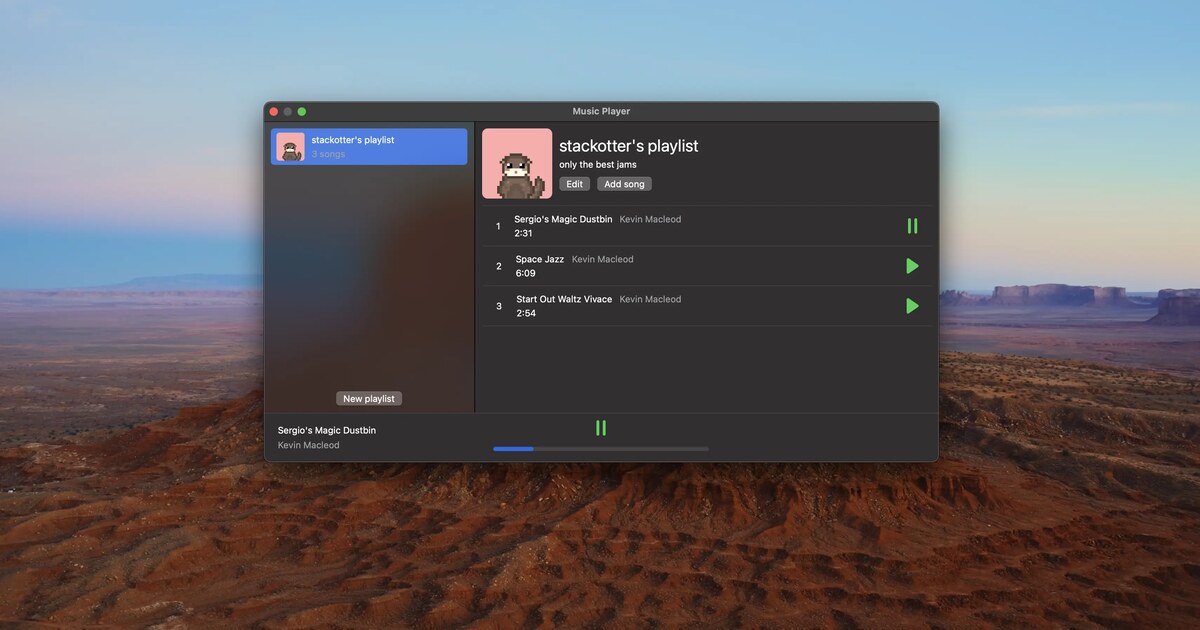 Music Player
stackotter's playlist
3 songs
New playlist
stackotter's playlist
only the best jams
Edit Add song
1 Sergio's Magic Dustbin Kevin Macleod
2:31
2 Space Jazz Kevin Macleod
6:09
3 Start Out Waltz Vivace Kevin Macleod
2:54
Sergio's Magic Dustbin
Kevin Macleod